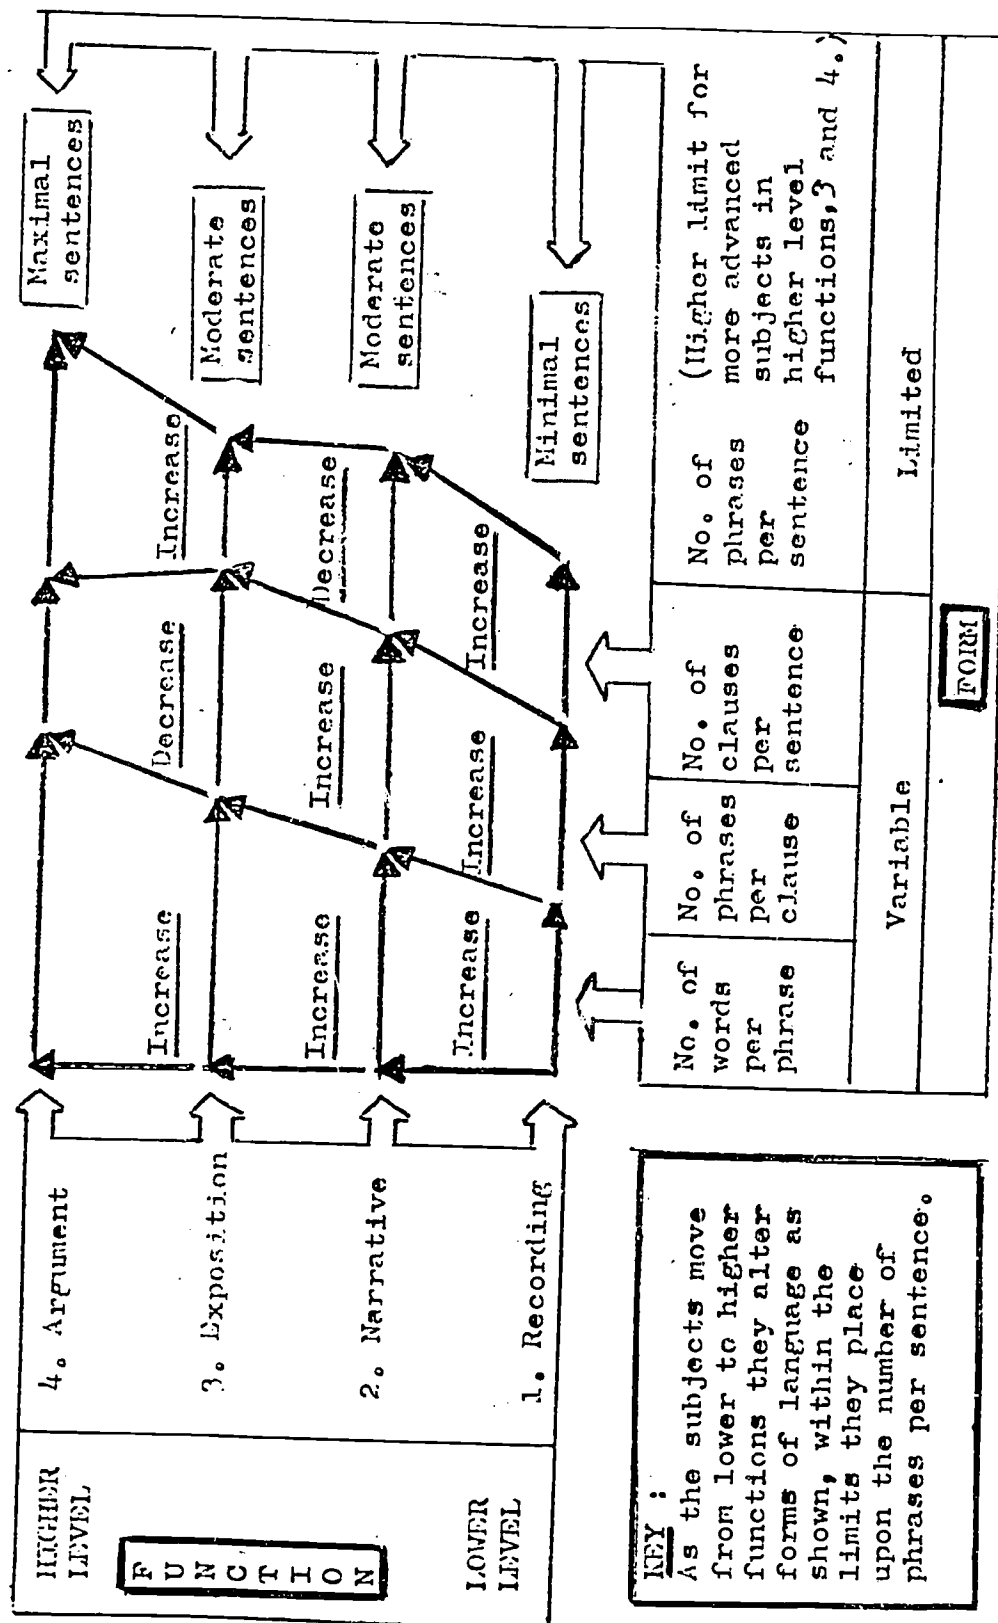 HIGHER
LEVEL
FUNCTION
LOWER
LEVEL
4. Argument
3. Exposition
2. Narrative
1. Recording
Increase
Decrease
Increase
Increase
Increase
Decrease
Increase
Increase
Increase
Maximal
sentences
Moderate
sentences
Moderate
sentences
Minimal
sentences
No. of
words
per
phrase
No. of
phrases
per
clause
No. of
clauses
per
sentence
No. of
phrases
per
sentence
(Higher limit for
more advanced
subjects in
higher level
functions,3 and 4.)
Variable
Limited
FORM
KEY :
As the subjects move
from lower to higher
functions they alter
forms of language as
shown, within the
limits they place
upon the number of
phrases per sentence.